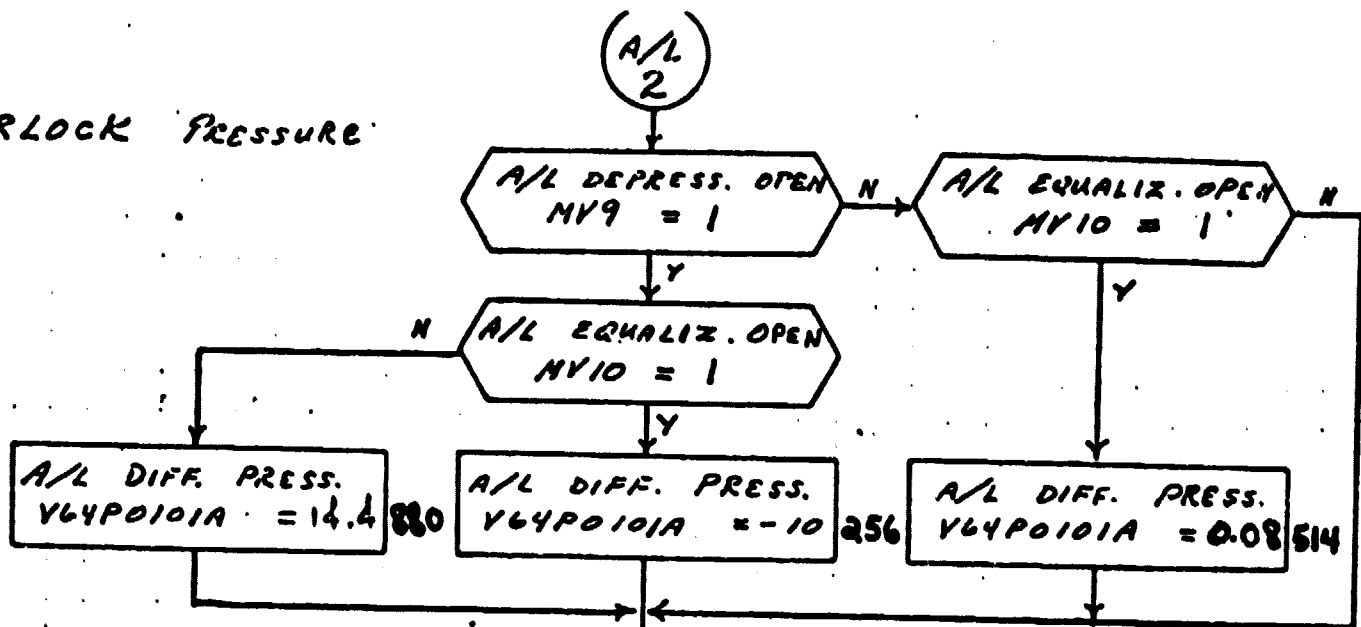 A/L
2
RLOCK PRESSURE
A/L DEPRESS. OPEN
MV9 = 1
N
A/L EQUALIZ. OPEN
MV10 = 1
N
Y
Y
N
A/L EQUALIZ. OPEN
MV10 = 1
Y
A/L DIFF. PRESS.
V64P0101A = 14.4 880
A/L DIFF. PRESS.
V64P0101A = -10 256
A/L DIFF. PRESS.
V64P0101A = 0.08 514